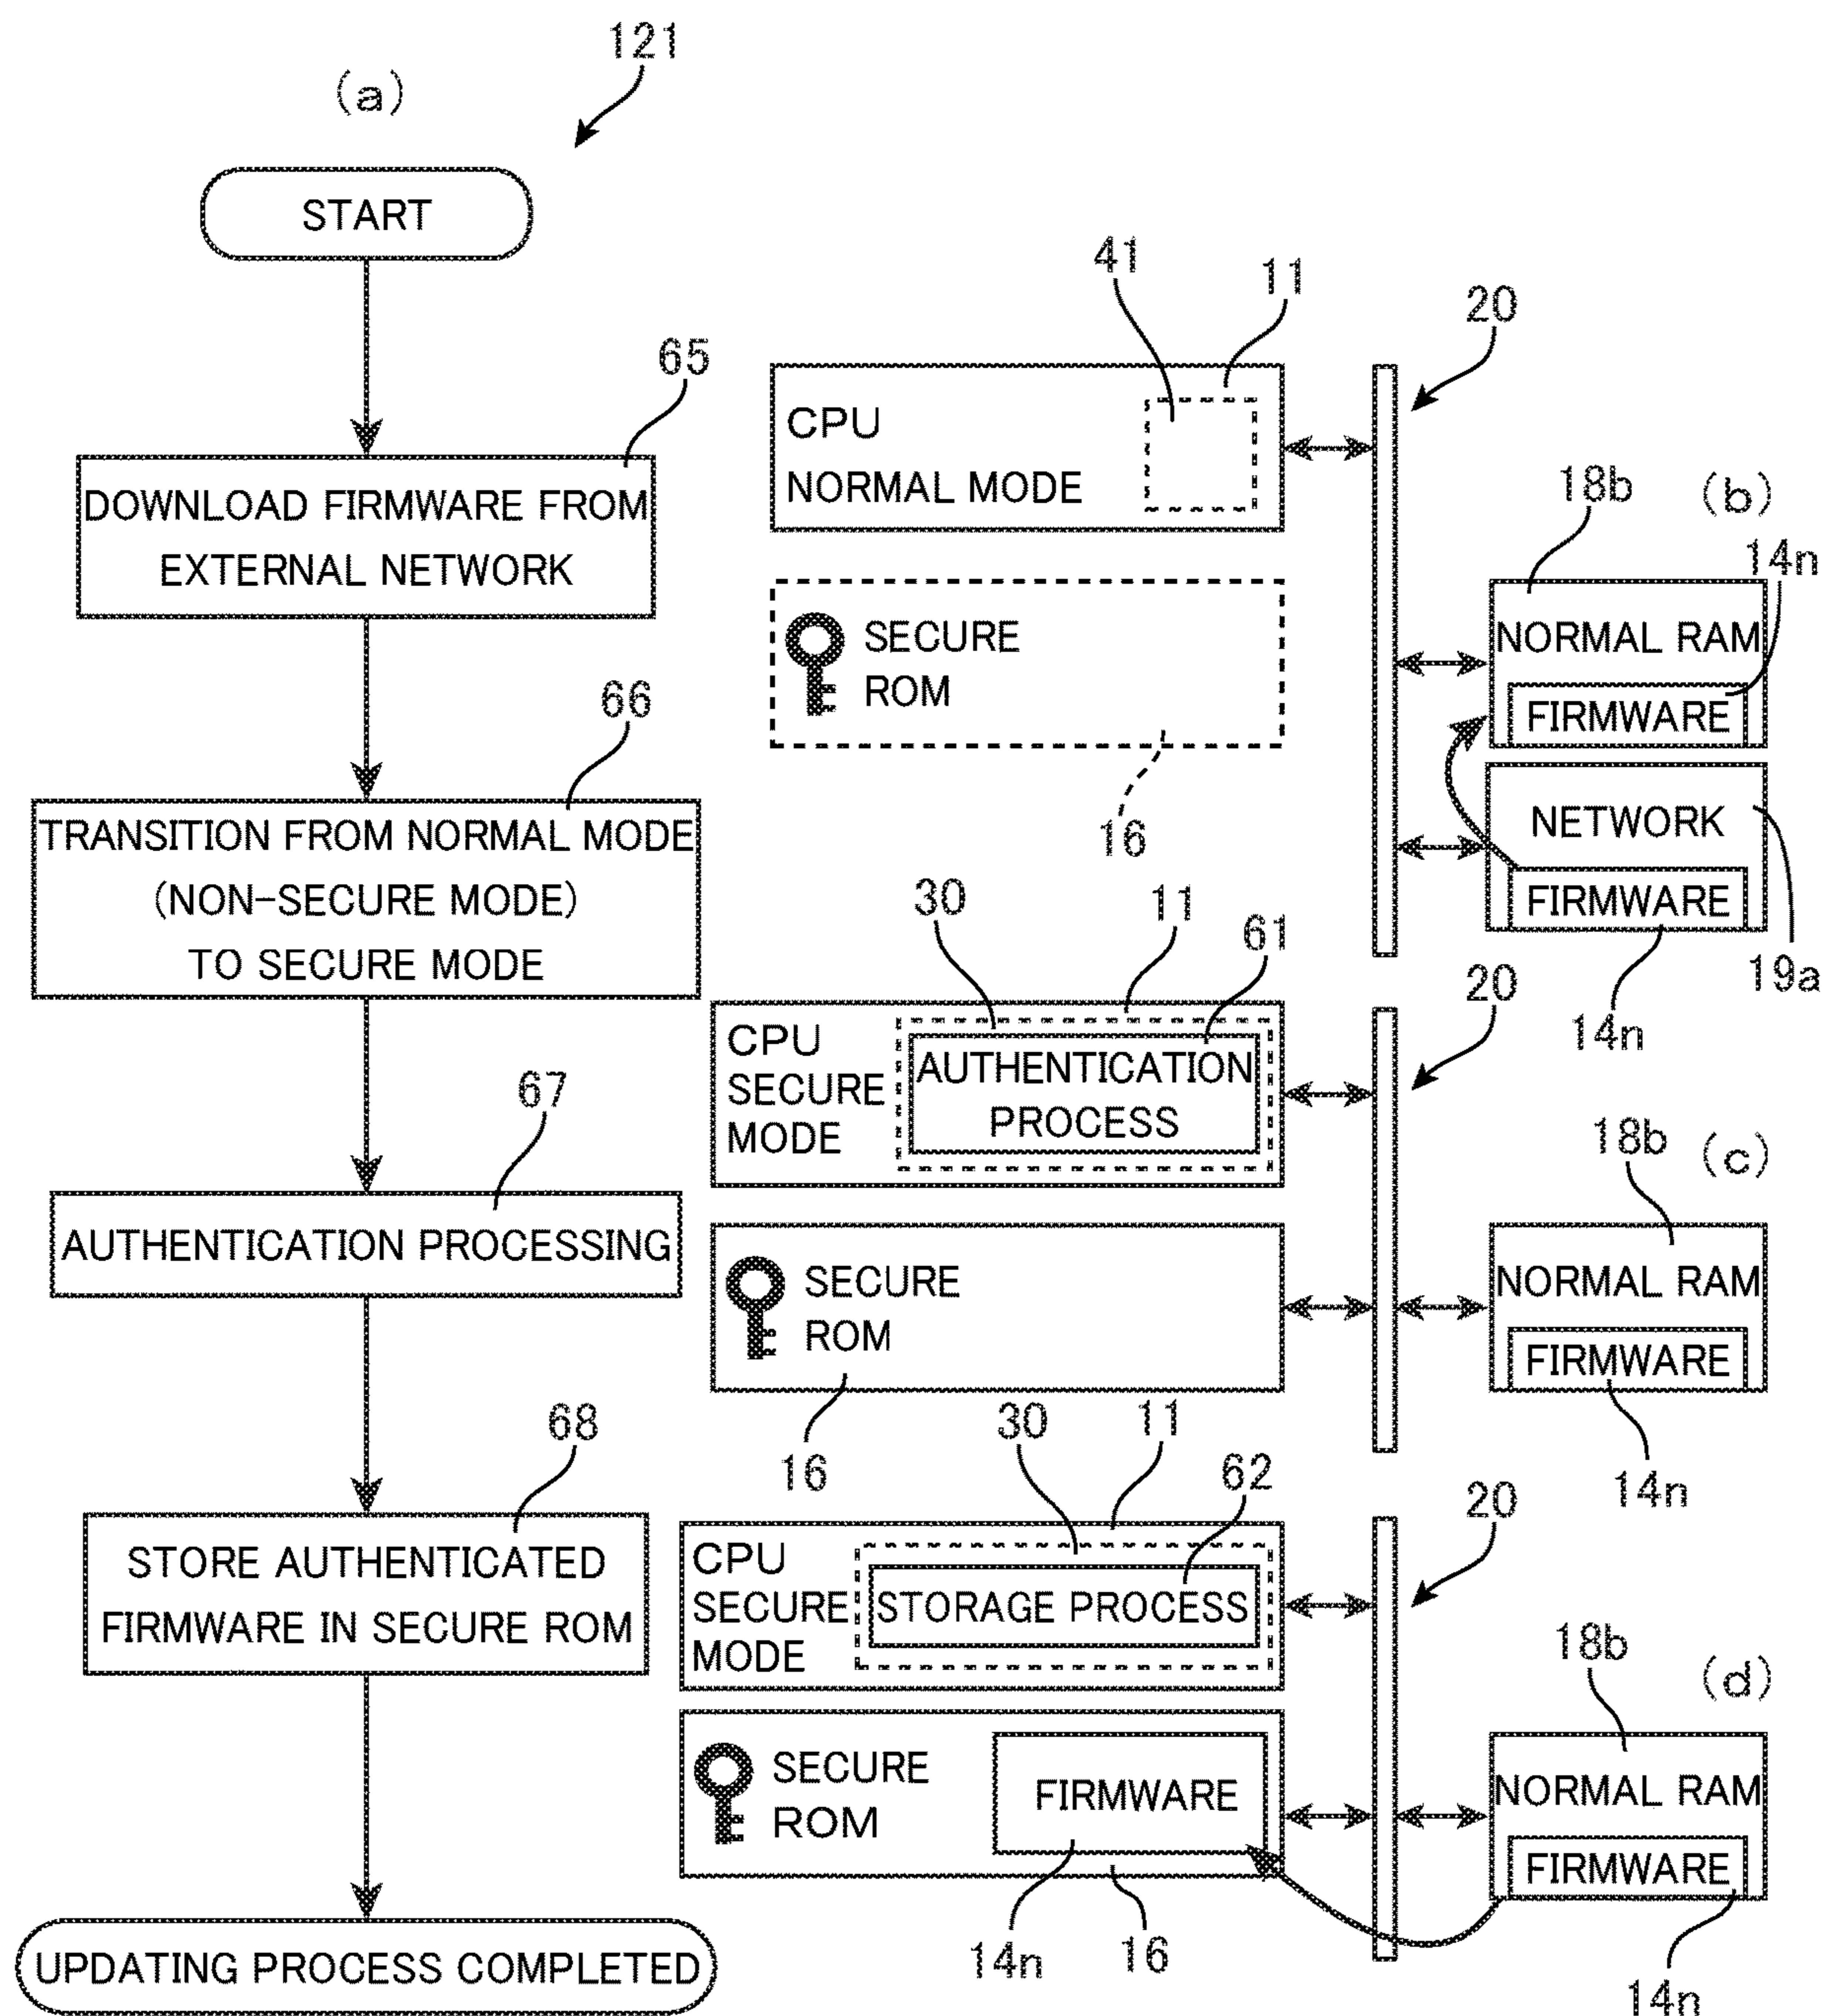 (a)
121
START
65
DOWNLOAD FIRMWARE FROM
EXTERNAL NETWORK
66
TRANSITION FROM NORMAL MODE
(NON-SECURE MODE)
TO SECURE MODE
67
AUTHENTICATION PROCESSING
68
STORE AUTHENTICATED
FIRMWARE IN SECURE ROM
UPDATING PROCESS COMPLETED
41
11
20
CPU
NORMAL MODE
18b
(b)
14n
SECURE
ROM
NORMAL RAM
FIRMWARE
16
NETWORK
FIRMWARE
19a
14n
30
11
61
20
CPU
SECURE
MODE
AUTHENTICATION
PROCESS
18b
(c)
SECURE
ROM
NORMAL RAM
FIRMWARE
16
14n
30
11
62
20
CPU
SECURE
MODE
STORAGE PROCESS
18b
(d)
SECURE
ROM
FIRMWARE
NORMAL RAM
FIRMWARE
14n
16
14n